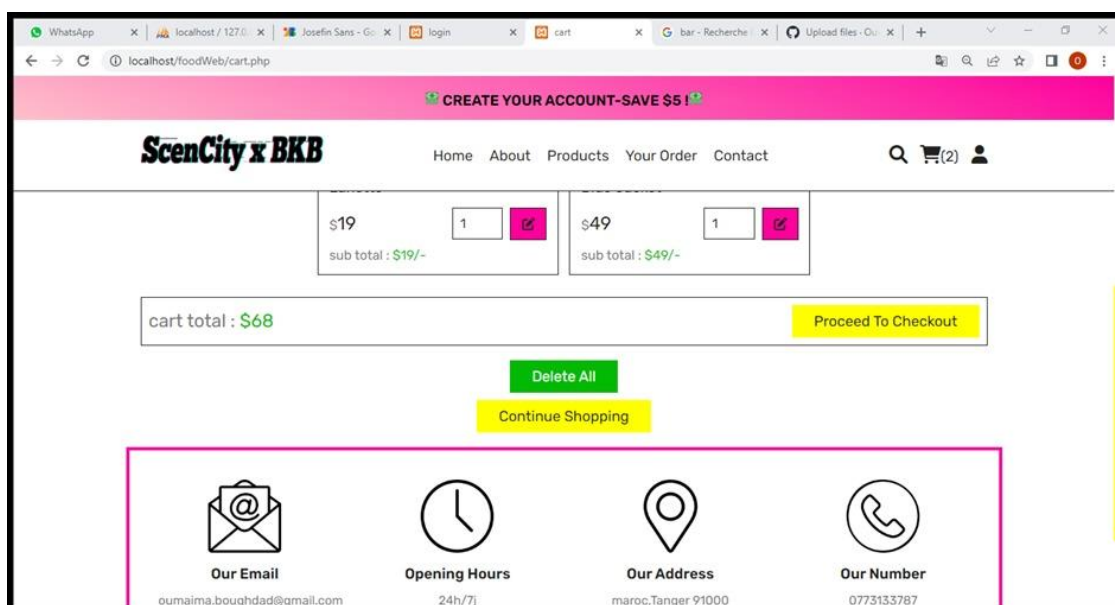 WhatsApp
localhost / 127.0.
Josefin Sans - Go
login
cart
bar - Recherche
Upload files · Ou
localhost/foodWeb/cart.php
CREATE YOUR ACCOUNT-SAVE $5 !
ScenCity x BKB
Home About Products Your Order Contact
(2)
$19 1
sub total : $19/-
$49 1
sub total : $49/-
cart total : $68
Proceed To Checkout
Delete All
Continue Shopping
Our Email
oumaima.boughdad@gmail.com
Opening Hours
24h/7j
Our Address
maroc,Tanger 91000
Our Number
0773133787